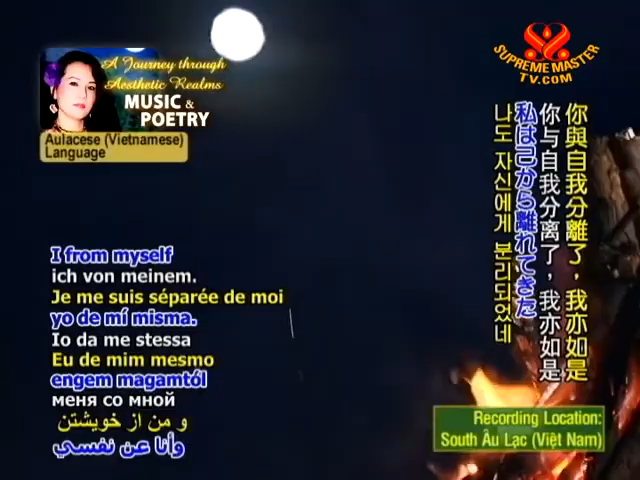 SUPREME MASTER
TV.COM
A Journey through
Aesthetic Realms
MUSIC &
POETRY
Aulacese (Vietnamese)
Language
你與自我分離了，我亦如是
你与自我分离了，我亦如是
私は己から離れてきた
나도 자신에게 분리되었네
I from myself
ich von meinem.
Je me suis séparée de moi
yo de mí misma.
Io da me stessa
Eu de mim mesmo
engem magamtól
меня со мной
و من از خویشتن
وأنا عن نفسي
Recording Location:
South Âu Lạc (Việt Nam)